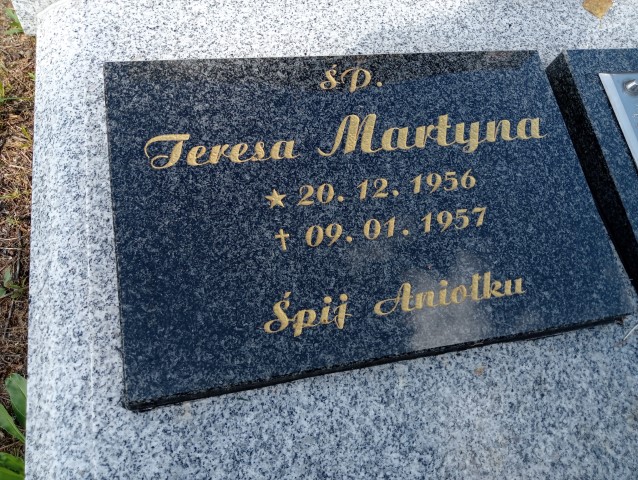 ŚP.
Teresa Martyna
★ 20. 12. 1956
✝ 09. 01. 1957
Śpij Aniołku